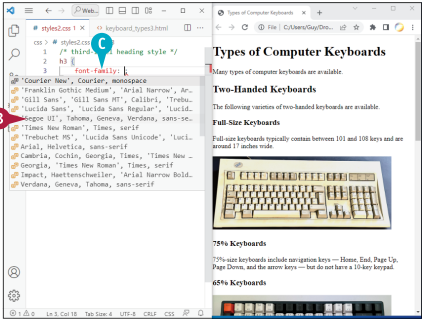 Web...
# styles2.css 1
keyboard_types3.html
css > # styles2.css
C
1 /* third-level heading style */
2 h3 {
3 font-family: ;
'Courier New', Courier, monospace
'Franklin Gothic Medium', 'Arial Narrow', Ar...
'Gill Sans', 'Gill Sans MT', Calibri, 'Trebu...
'Lucida Sans', 'Lucida Sans Regular', 'Lucid...
'Segoe UI', Tahoma, Geneva, Verdana, sans-se...
'Times New Roman', Times, serif
'Trebuchet MS', 'Lucida Sans Unicode', 'Luci...
Arial, Helvetica, sans-serif
Cambria, Cochin, Georgia, Times, 'Times New ...
Georgia, 'Times New Roman', Times, serif
Impact, Haettenschweiler, 'Arial Narrow Bold...
Verdana, Geneva, Tahoma, sans-serif
1 0 Ln 3, Col 18 Tab Size: 4 UTF-8 CRLF CSS
Types of Computer Keyboards
File | C:/Users/Guy/Dro...
Types of Computer Keyboards
Many types of computer keyboards are available.
Two-Handed Keyboards
The following varieties of two-handed keyboards are available.
Full-Size Keyboards
Full-size keyboards typically contain between 101 and 108 keys and are
around 17 inches wide.
75% Keyboards
75%-size keyboards include navigation keys — Home, End, Page Up,
Page Down, and the arrow keys — but do not have a 10-key keypad.
65% Keyboards